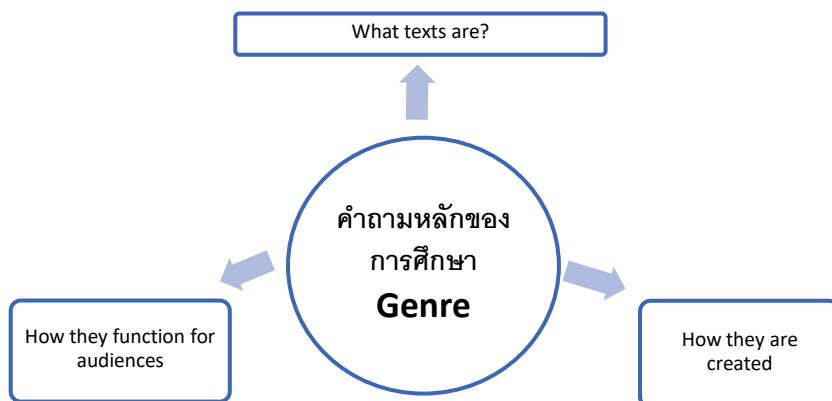 What texts are?
คำถามหลักของ
การศึกษา
Genre
How they function for
audiences
How they are
created